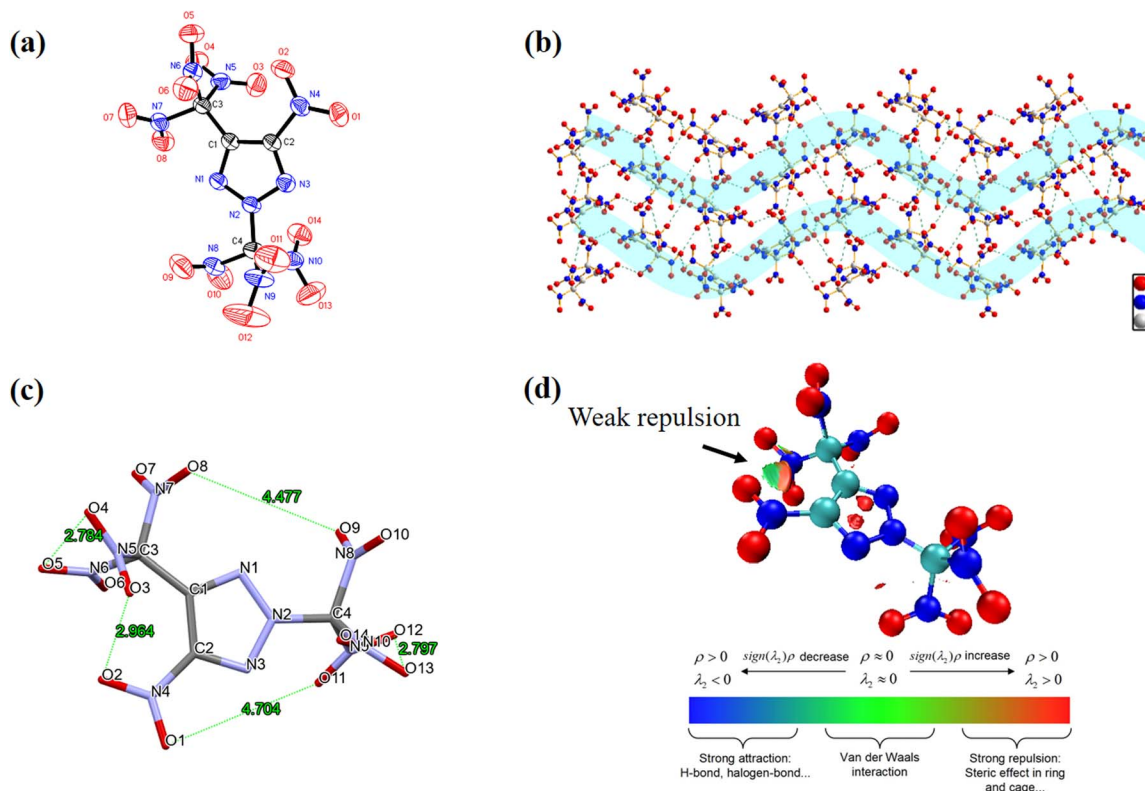 (a)
O5
O4
N6
N5
O3
O2
O6
N4
N7
O7
C3
O1
O8
C1
C2
N1
N3
N2
O14
C4
O11
N8
N10
O9
O10
N9
O13
O12
(b)
(c)
O7
O8
N7
4.477
O4
2.784
N5
C3
O9
O10
N8
O5
N6
O6
O3
N1
C1
N2
C4
2.964
O14
N10
O12
N9
2.797
C2
N3
O13
O2
N4
O11
4.704
O1
(d)
Weak repulsion
ρ > 0 sign(λ₂)ρ decrease ρ ≈ 0 sign(λ₂)ρ increase ρ > 0
λ₂ < 0 λ₂ ≈ 0 λ₂ > 0
Strong attraction: Van der Waals Strong repulsion:
H-bond, halogen-bond... interaction Steric effect in ring
and cage...